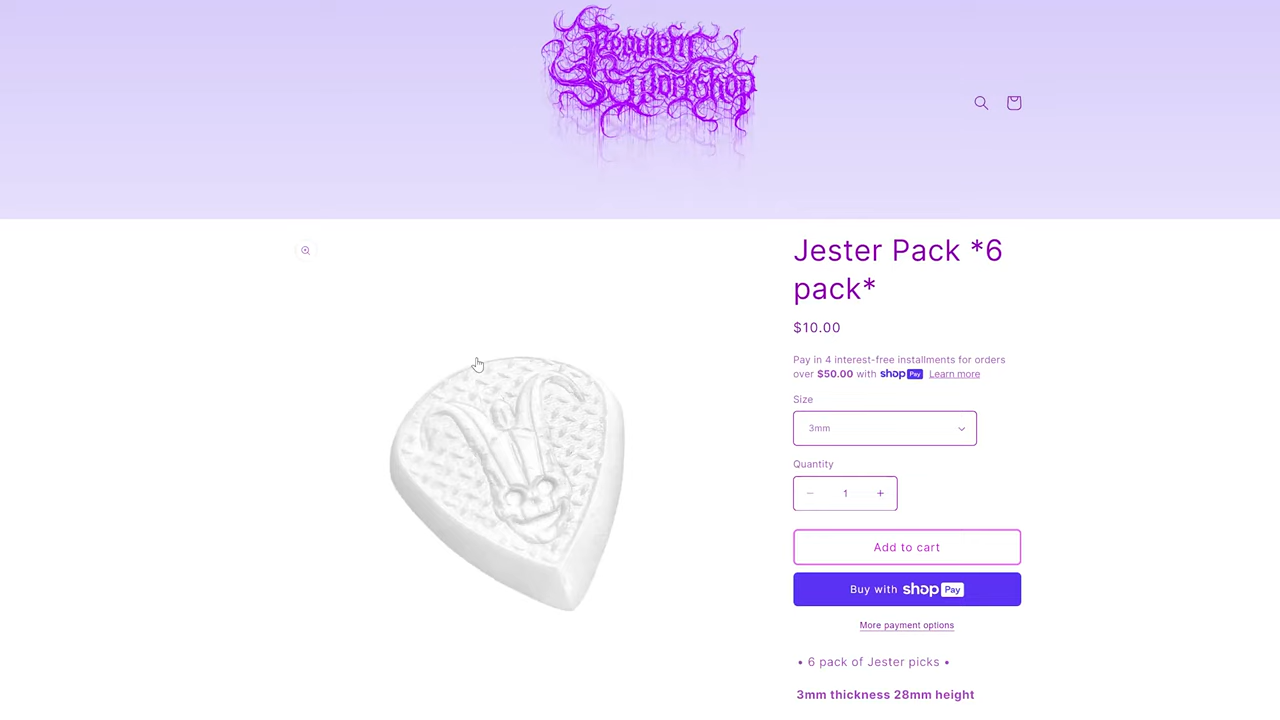 Requiem
Workshop
Jester Pack *6
pack*
$10.00
Pay in 4 interest-free installments for orders
over $50.00 with shop Pay Learn more
Size
3mm
Quantity
1
Add to cart
Buy with shop Pay
More payment options
• 6 pack of Jester picks •
3mm thickness 28mm height